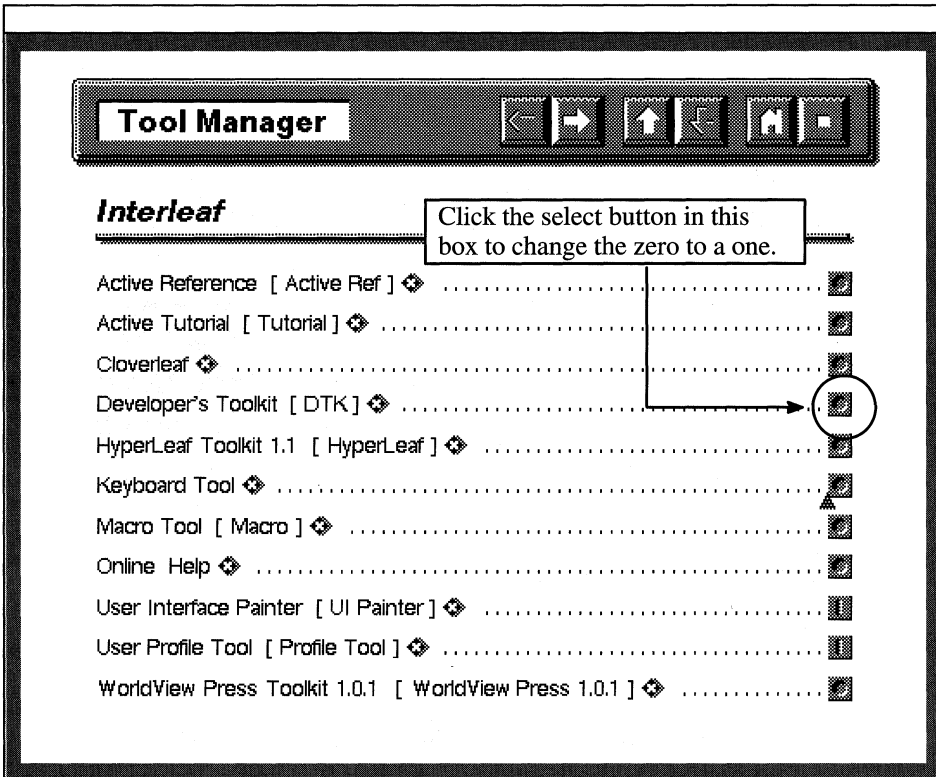 Tool Manager
Interleaf
Click the select button in this
box to change the zero to a one.
Active Reference [ Active Ref ]
Active Tutorial [ Tutorial ]
Cloverleaf
Developer's Toolkit [ DTK ]
HyperLeaf Toolkit 1.1 [ HyperLeaf ]
Keyboard Tool
Macro Tool [ Macro ]
Online Help
User Interface Painter [ UI Painter ]
User Profile Tool [ Profile Tool ]
WorldView Press Toolkit 1.0.1 [ WorldView Press 1.0.1 ]